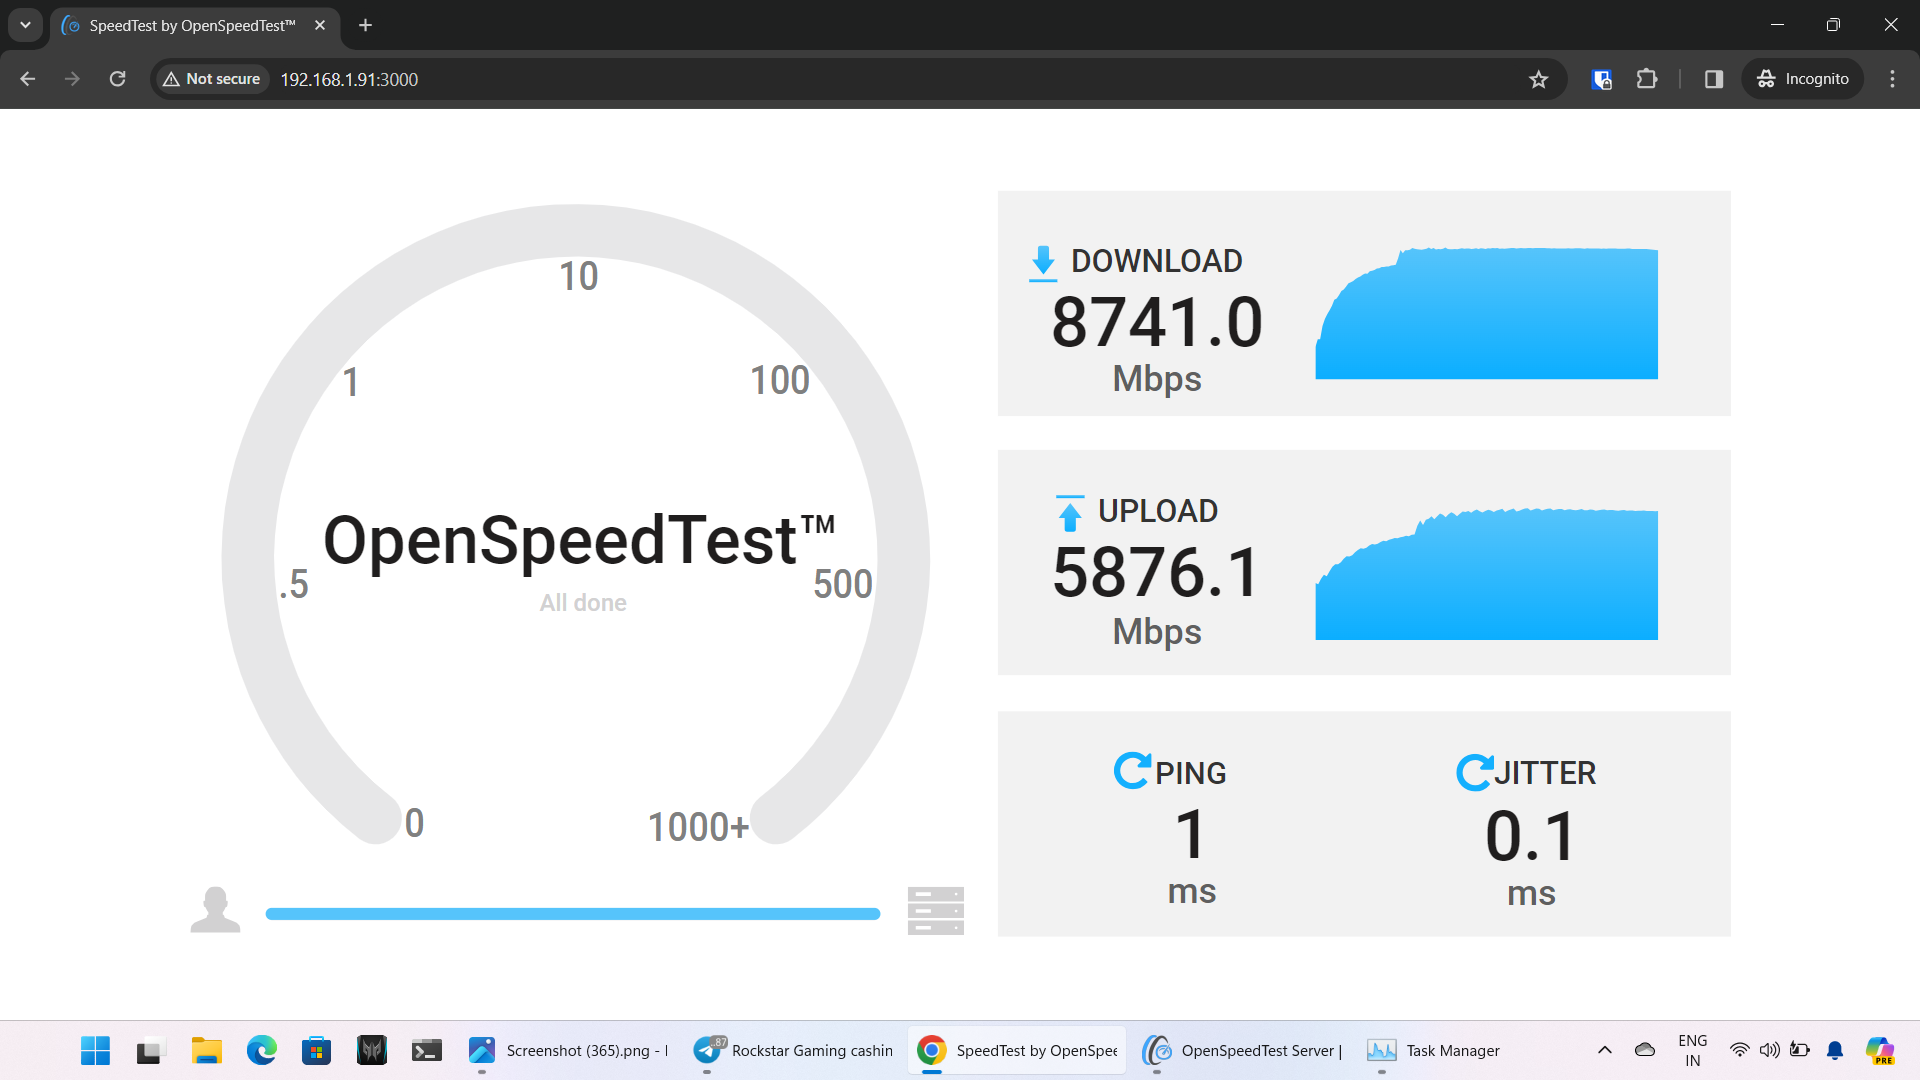 SpeedTest by OpenSpeedTest™
Not secure
192.168.1.91:3000
Incognito
10
1
100
OpenSpeedTest™
.5
500
All done
0
1000+
DOWNLOAD
8741.0
Mbps
UPLOAD
5876.1
Mbps
PING
1
ms
JITTER
0.1
ms
Screenshot (365).png - I
.87
Rockstar Gaming cashin
SpeedTest by OpenSpee
OpenSpeedTest Server |
Task Manager
ENG
IN
PRE